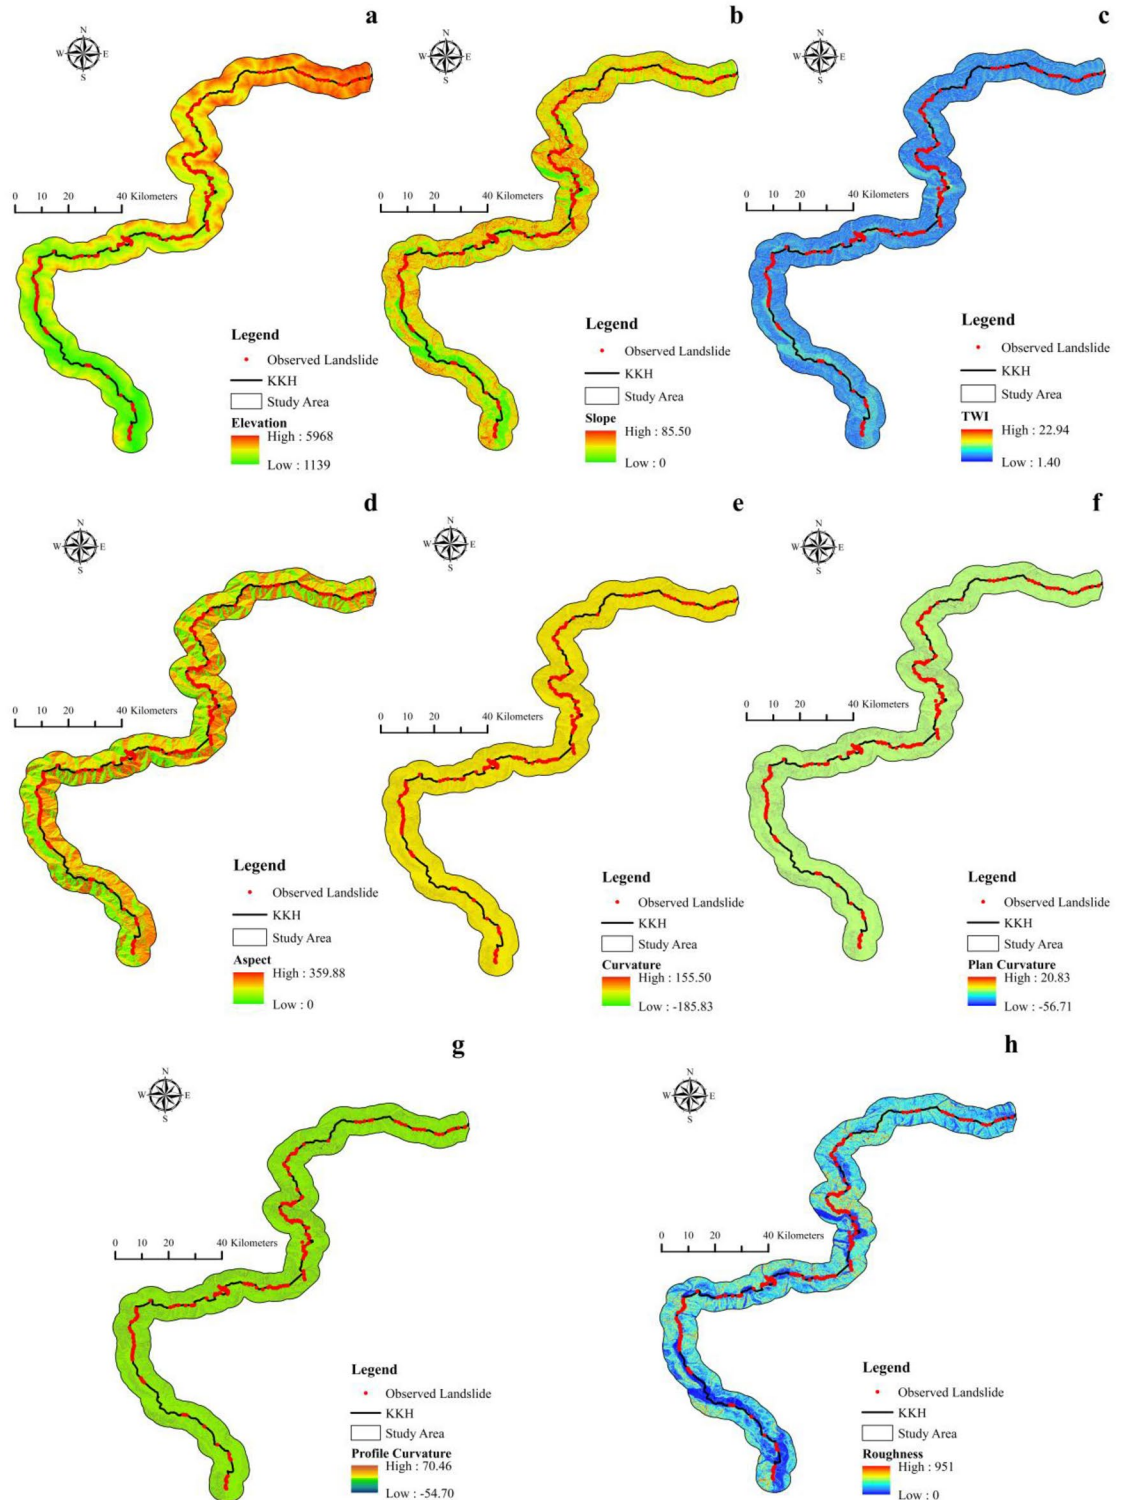 a
N
W E
S
0 10 20 40 Kilometers
Legend
Observed Landslide
KKH
Study Area
Elevation
High : 5968
Low : 1139
b
N
W E
S
0 10 20 40 Kilometers
Legend
Observed Landslide
KKH
Study Area
Slope
High : 85.50
Low : 0
c
N
W E
S
0 10 20 40 Kilometers
Legend
Observed Landslide
KKH
Study Area
TWI
High : 22.94
Low : 1.40
d
N
W E
S
0 10 20 40 Kilometers
Legend
Observed Landslide
KKH
Study Area
Aspect
High : 359.88
Low : 0
e
N
W E
S
0 10 20 40 Kilometers
Legend
Observed Landslide
KKH
Study Area
Curvature
High : 155.50
Low : -185.83
f
N
W E
S
0 10 20 40 Kilometers
Legend
Observed Landslide
KKH
Study Area
Plan Curvature
High : 20.83
Low : -56.71
g
N
W E
S
0 10 20 40 Kilometers
Legend
Observed Landslide
KKH
Study Area
Profile Curvature
High : 70.46
Low : -54.70
h
N
W E
S
0 10 20 40 Kilometers
Legend
Observed Landslide
KKH
Study Area
Roughness
High : 951
Low : 0